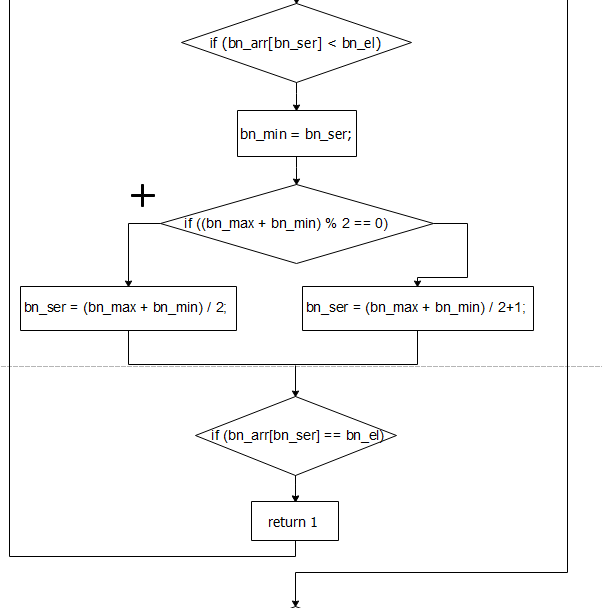 if (bn_arr[bn_ser] < bn_el)
bn_min = bn_ser;
+
if ((bn_max + bn_min) % 2 == 0)
bn_ser = (bn_max + bn_min) / 2;
bn_ser = (bn_max + bn_min) / 2+1;
if (bn_arr[bn_ser] == bn_el)
return 1